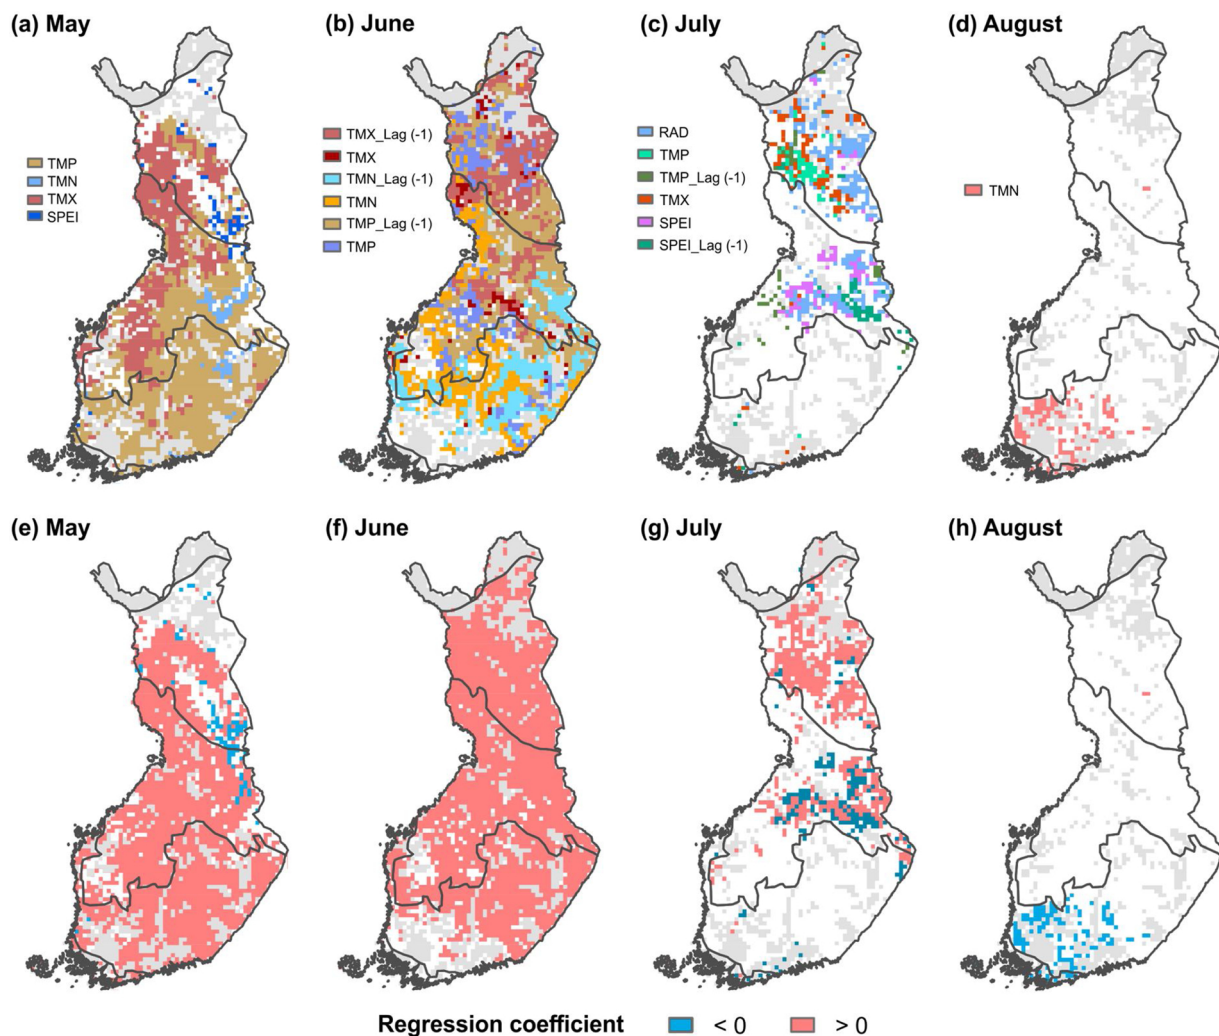 (a) May
(b) June
(c) July
(d) August
TMP
TMN
TMX
SPEI
TMX_Lag (-1)
TMX
TMN_Lag (-1)
TMN
TMP_Lag (-1)
TMP
RAD
TMP
TMP_Lag (-1)
TMX
SPEI
SPEI_Lag (-1)
TMN
(e) May
(f) June
(g) July
(h) August
Regression coefficient < 0 > 0